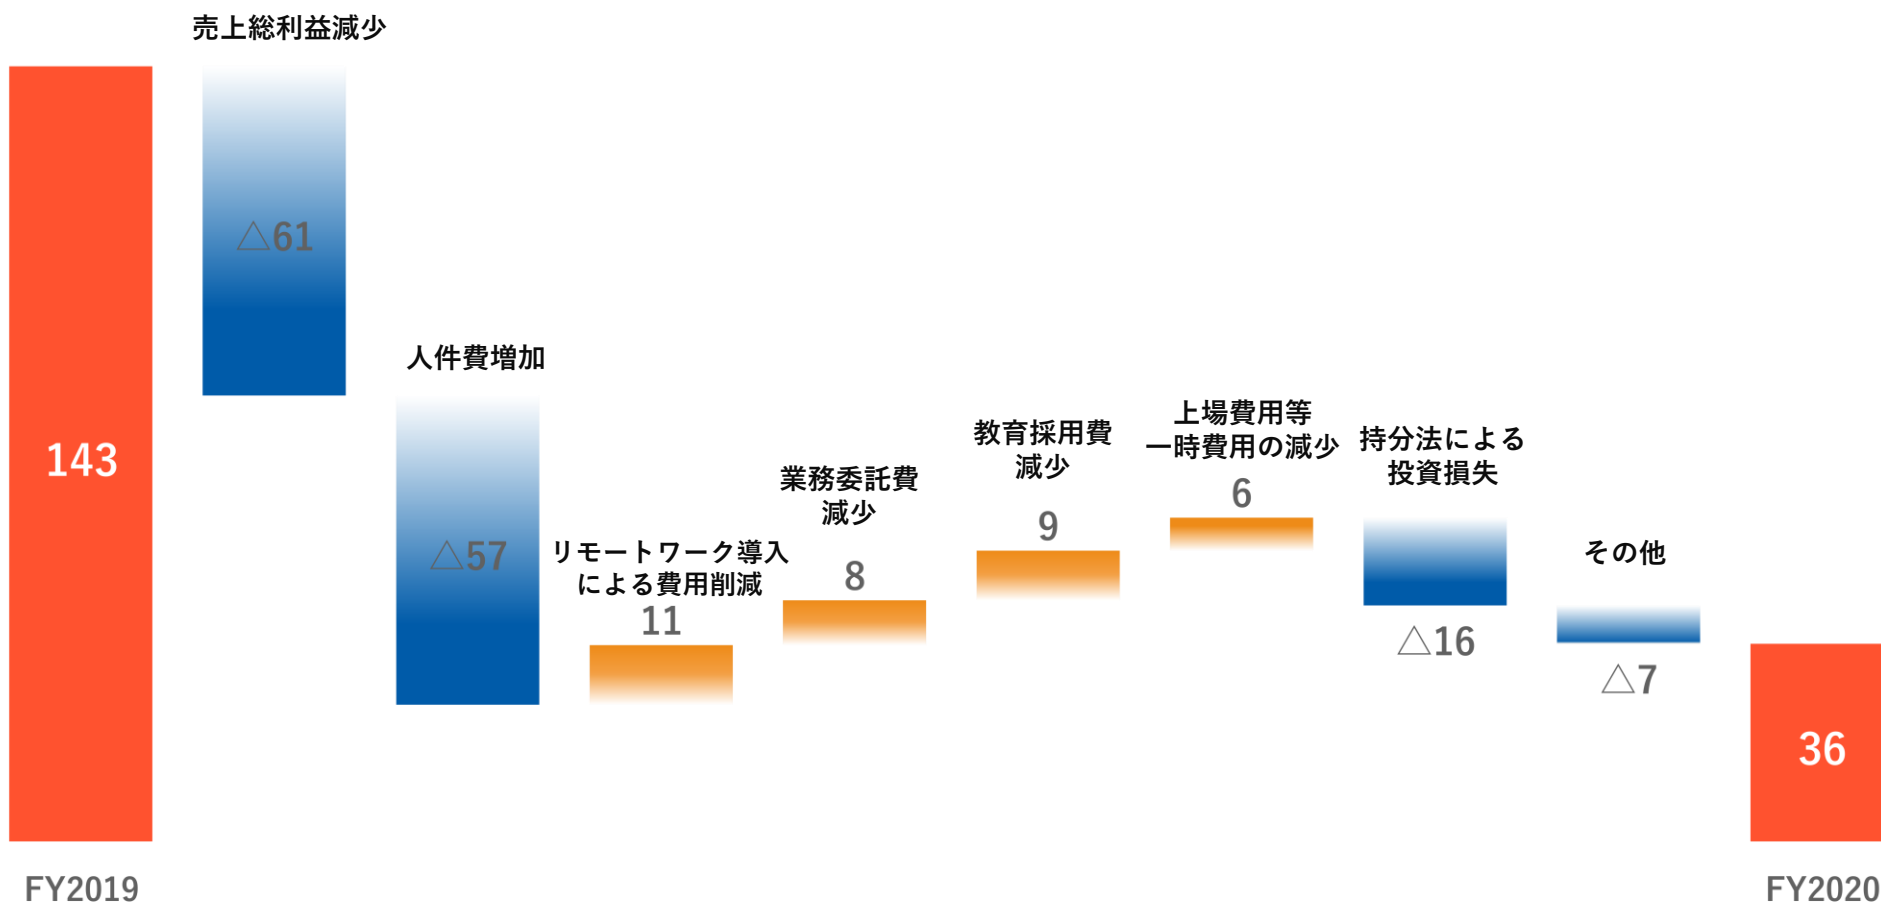 売上総利益減少
143
△61
人件費増加
△57
リモートワーク導入
による費用削減
11
業務委託費
減少
8
教育採用費
減少
9
上場費用等
一時費用の減少
6
持分法による
投資損失
△16
その他
△7
36
FY2019
FY2020